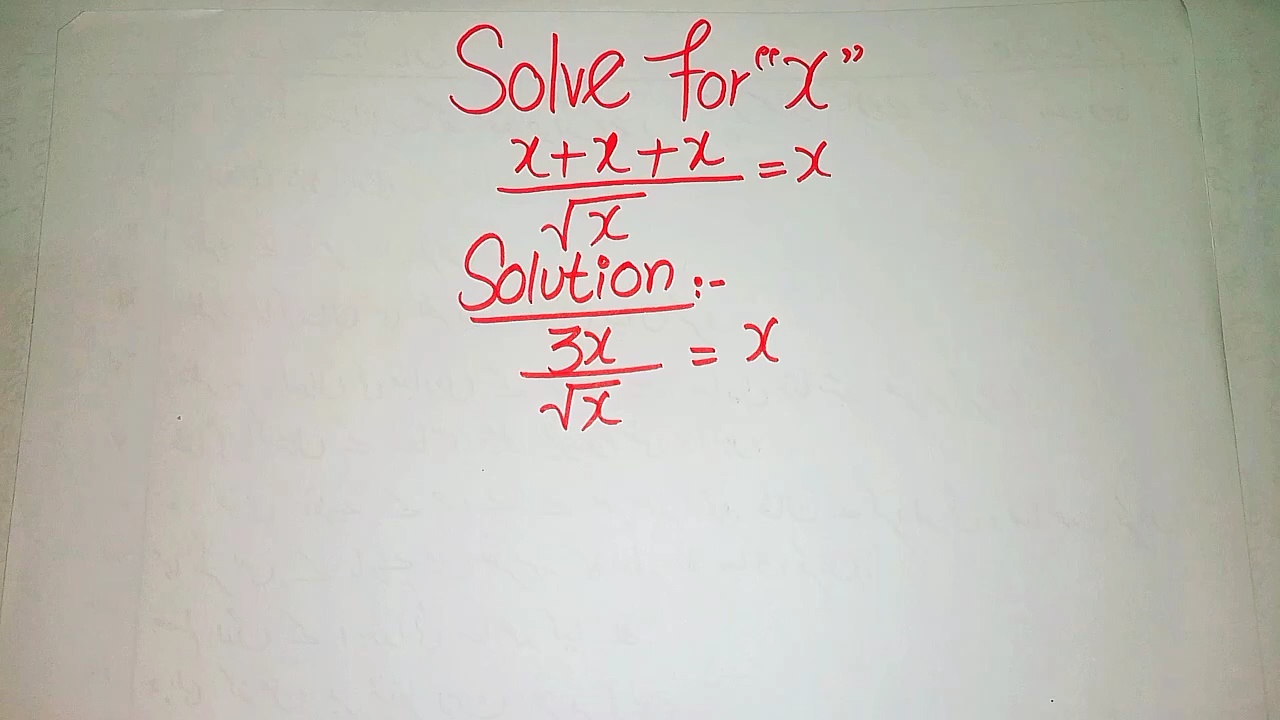 Solve for "x"
x+x+x
—— = x
√x
Solution:-
3x
—— = x
√x